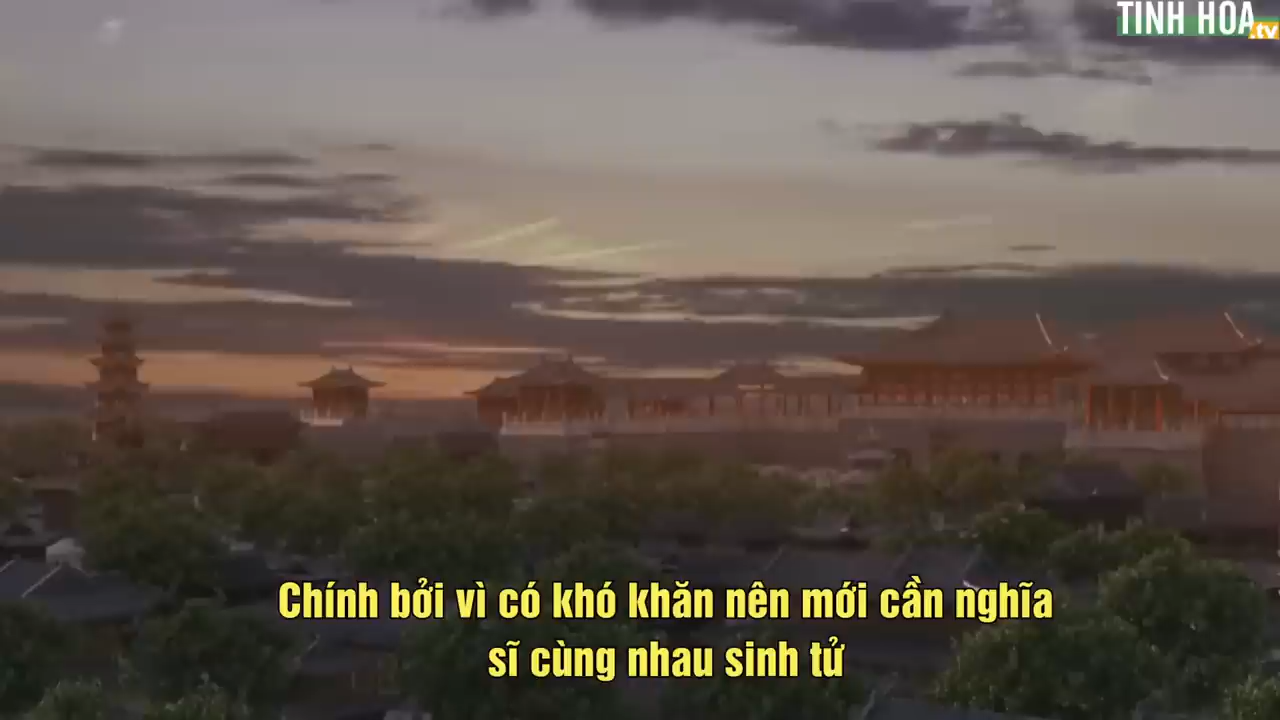 TINH HOA
.tv
Chính bởi vì có khó khăn nên mới cần nghĩa
sĩ cùng nhau sinh tử